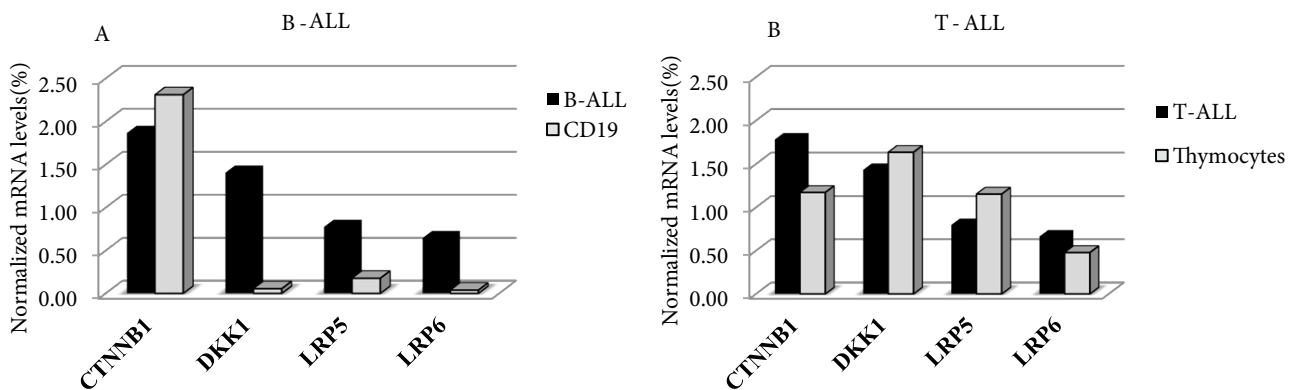 A
B - ALL
Normalized mRNA levels(%)
2.50
2.00
1.50
1.00
0.50
0.00
CTNNB1
DKK1
LRP5
LRP6
B-ALL
CD19
B
T - ALL
Normalized mRNA levels(%)
2.50
2.00
1.50
1.00
0.50
0.00
CTNNB1
DKK1
LRP5
LRP6
T-ALL
Thymocytes